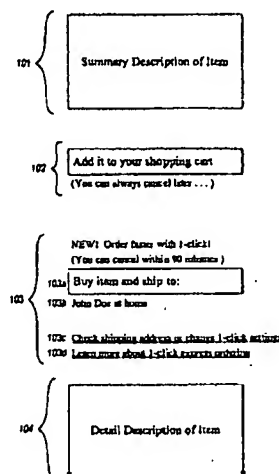 101
Summary Description of Item
102
Add it to your shopping cart
(You can always cancel later . . .)
103
NEW! Order faster with 1-click!
(You can cancel within 90 minutes)
103a
Buy item and ship to:
103b
John Doe at home
103c
Check shipping address or change 1-click settings
103d
Learn more about 1-click express ordering
104
Detail Description of Item